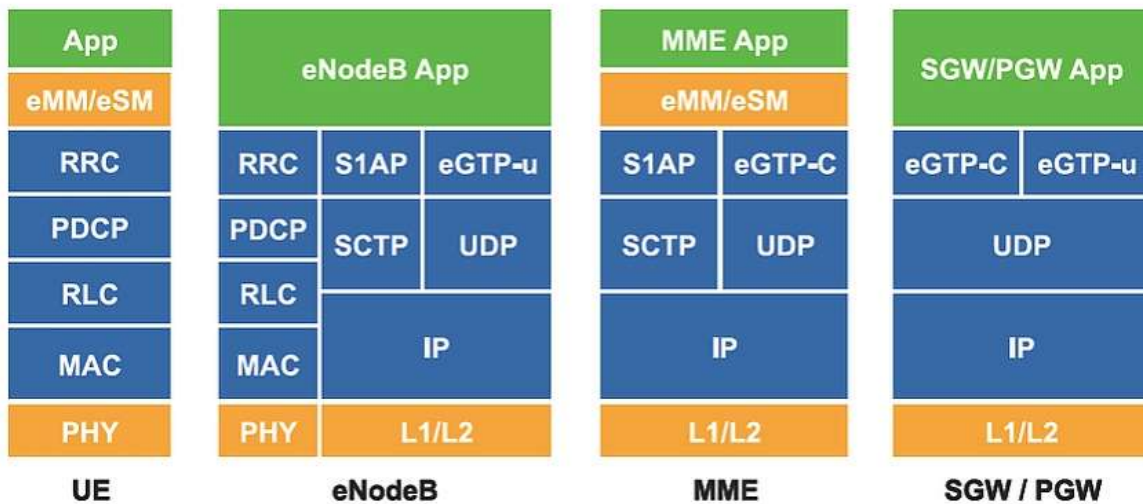 App
eMM/eSM
RRC
PDCP
RLC
MAC
PHY
UE
eNodeB App
RRC
S1AP
eGTP-u
PDCP
SCTP
UDP
RLC
IP
MAC
PHY
L1/L2
eNodeB
MME App
eMM/eSM
S1AP
eGTP-C
SCTP
UDP
IP
L1/L2
MME
SGW/PGW App
eGTP-C
eGTP-u
UDP
IP
L1/L2
SGW / PGW